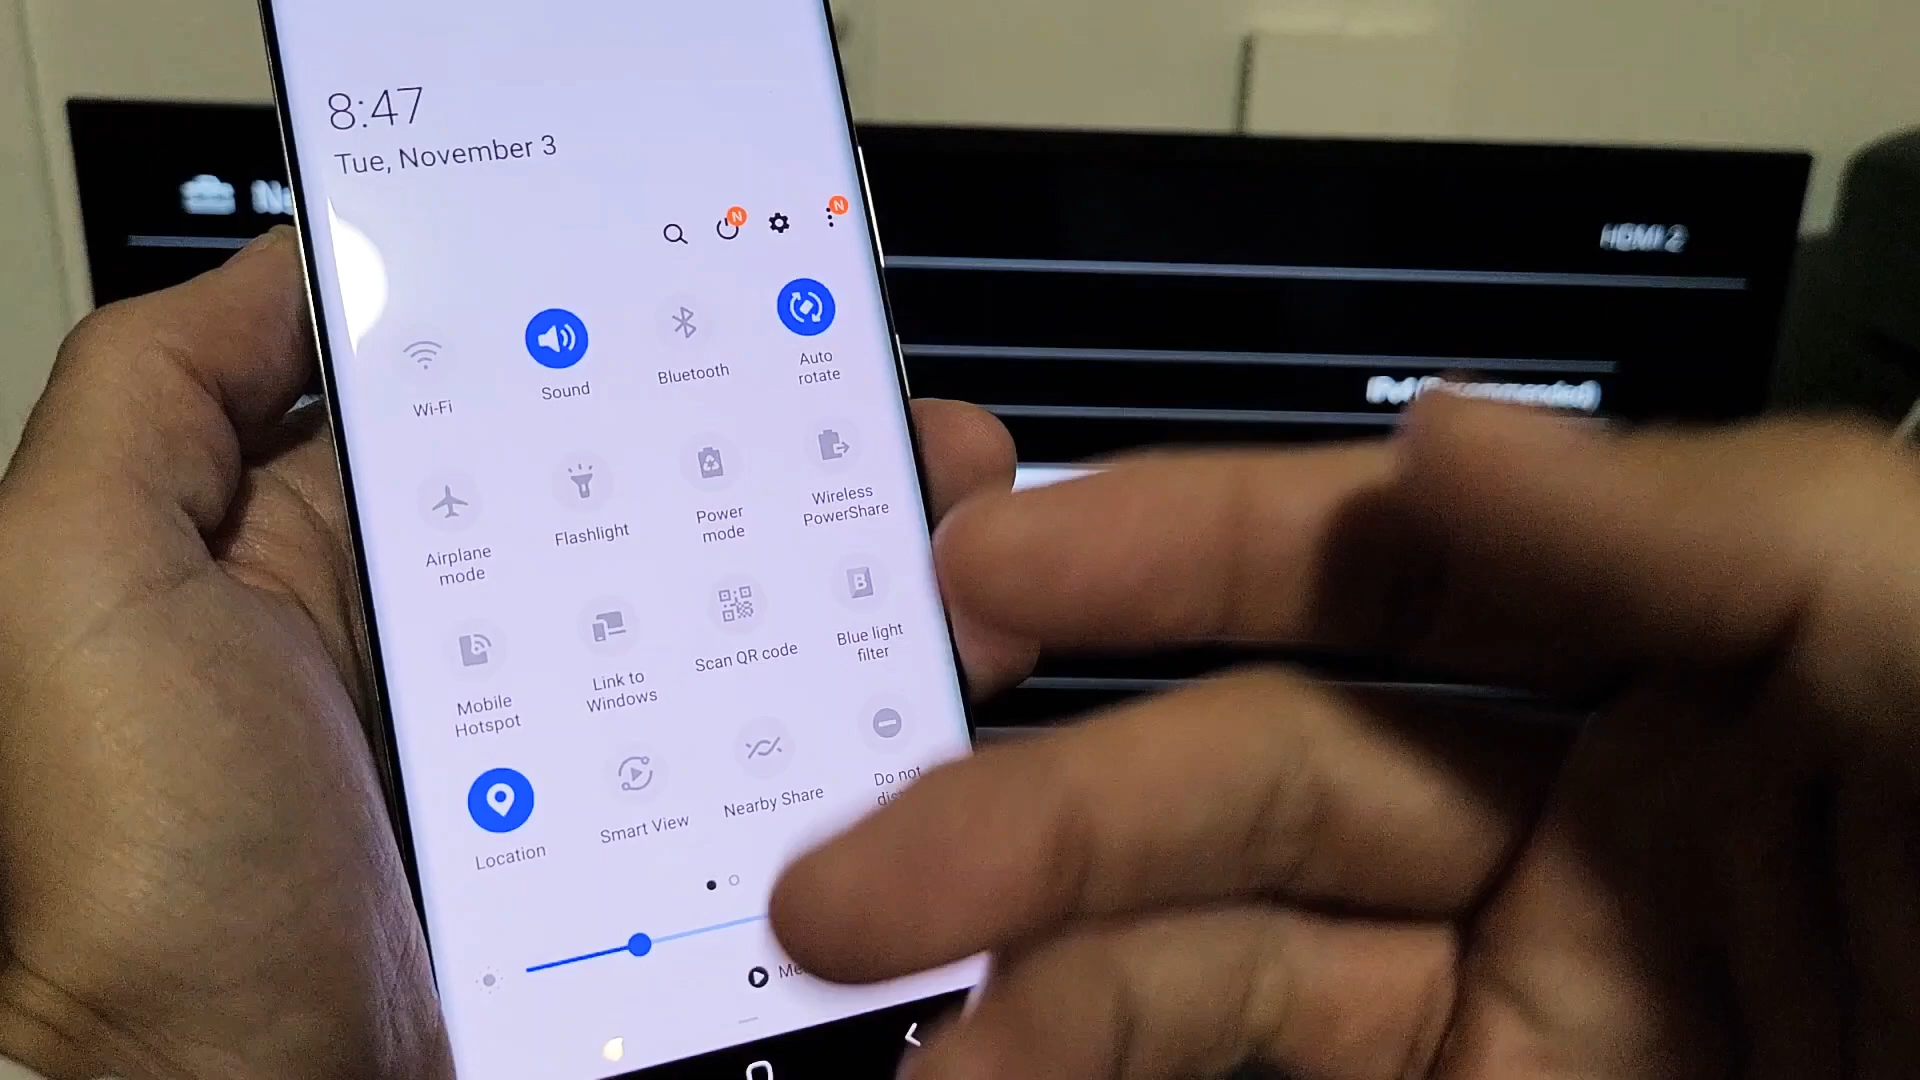 8:47
Tue, November 3
N
N
HDMI 2
Wi-Fi
Sound
Bluetooth
Auto
rotate
(Recommended)
Airplane
mode
Flashlight
Power
mode
Wireless
PowerShare
B
Mobile
Hotspot
Link to
Windows
Scan QR code
Blue light
filter
Location
Smart View
Nearby Share
Do not